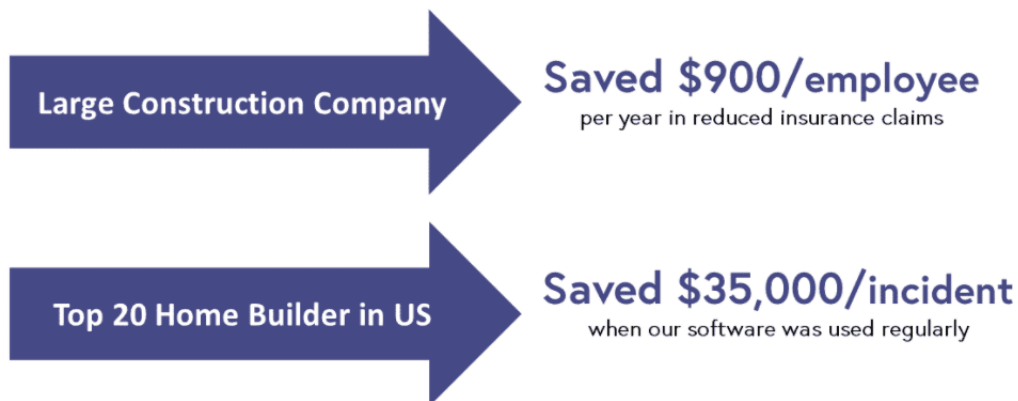 Large Construction Company
Saved $900/employee
per year in reduced insurance claims
Top 20 Home Builder in US
Saved $35,000/incident
when our software was used regularly